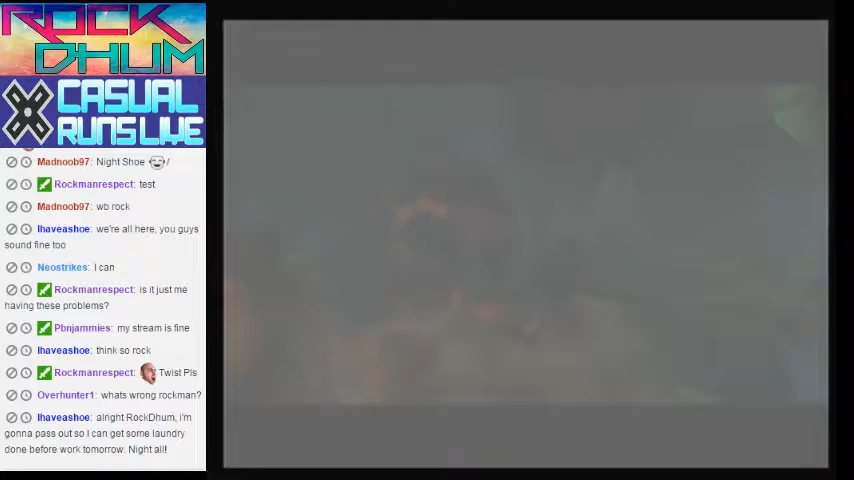 ROCK
DHUM
CASUAL
RUNS LIVE
Madnoob97: Night Shoe /
Rockmanrespect: test
Madnoob97: wb rock
Ihaveashoe: we're all here, you guys
sound fine too
Neostrikes: I can
Rockmanrespect: is it just me
having these problems?
Pbnjammies: my stream is fine
Ihaveashoe: think so rock
Rockmanrespect: Twist Pls
Overhunter1: whats wrong rockman?
Ihaveashoe: alright RockDhum, i'm
gonna pass out so I can get some laundry
done before work tomorrow. Night all!